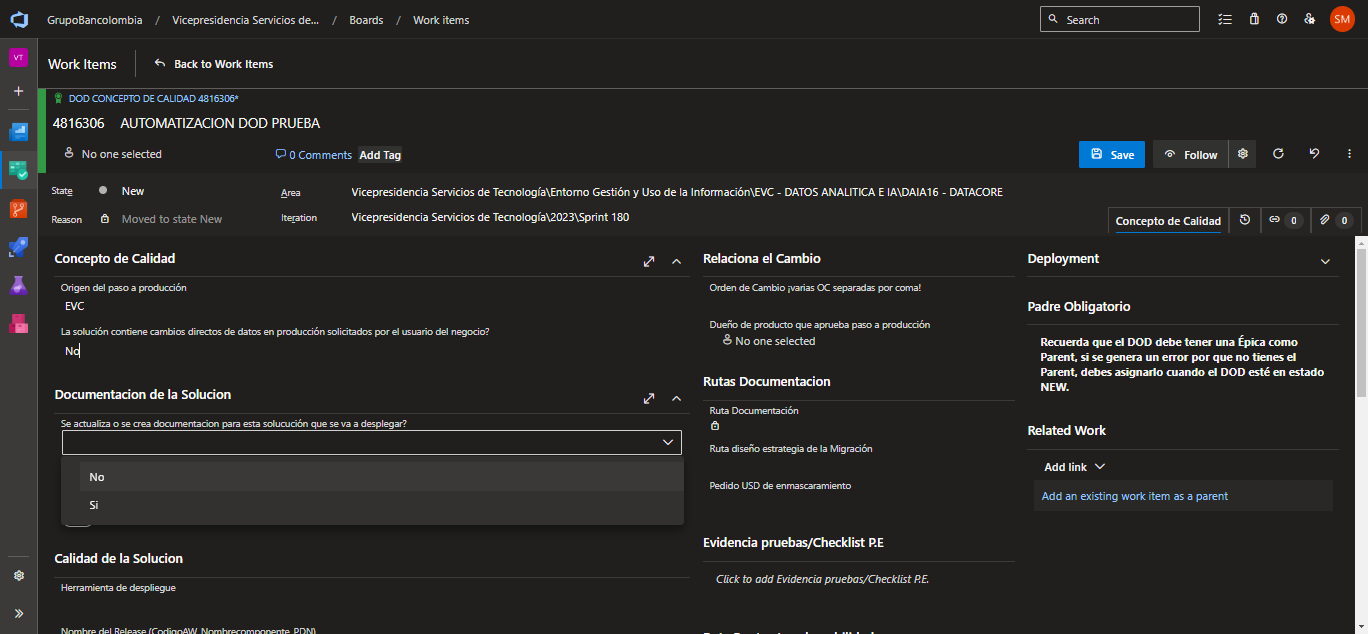 GrupoBancolombia / Vicepresidencia Servicios de... / Boards / Work items
Search
SM
VT
Work Items
Back to Work Items
DOD CONCEPTO DE CALIDAD 4816306*
4816306 AUTOMATIZACION DOD PRUEBA
No one selected
0 Comments
Add Tag
Save
Follow
State
New
Area
Vicepresidencia Servicios de Tecnología\Entorno Gestión y Uso de la Información\EVC - DATOS ANALITICA E IA\DAIA16 - DATACORE
Reason
Moved to state New
Iteration
Vicepresidencia Servicios de Tecnología\2023\Sprint 180
Concepto de Calidad
0
0
Concepto de Calidad
Origen del paso a producción
EVC
La solución contiene cambios directos de datos en producción solicitados por el usuario del negocio?
No
Documentacion de la Solucion
Se actualiza o se crea documentacion para esta solucución que se va a desplegar?
No
Si
Calidad de la Solucion
Herramienta de despliegue
Nombre del Release (CodigoAW_Nombrecomponente_PDN)
Relaciona el Cambio
Orden de Cambio ¡varias OC separadas por coma!
Dueño de producto que aprueba paso a producción
No one selected
Rutas Documentacion
Ruta Documentación
Ruta diseño estrategia de la Migración
Pedido USD de enmascaramiento
Evidencia pruebas/Checklist P.E
Click to add Evidencia pruebas/Checklist P.E.
Deployment
Padre Obligatorio
Recuerda que el DOD debe tener una Épica como
Parent, si se genera un error por que no tienes el
Parent, debes asignarlo cuando el DOD esté en estado
NEW.
Related Work
Add link
Add an existing work item as a parent